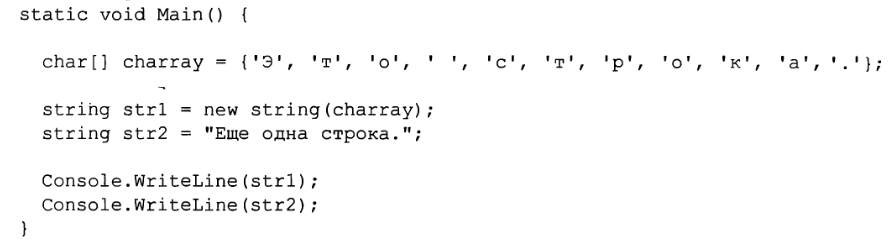 static void Main() {
char[] charray = {'Э', 'т', 'о', ' ', 'с', 'т', 'р', 'о', 'к', 'а','.'};
string str1 = new string(charray);
string str2 = "Еще одна строка.";
Console.WriteLine(str1);
Console.WriteLine(str2);
}